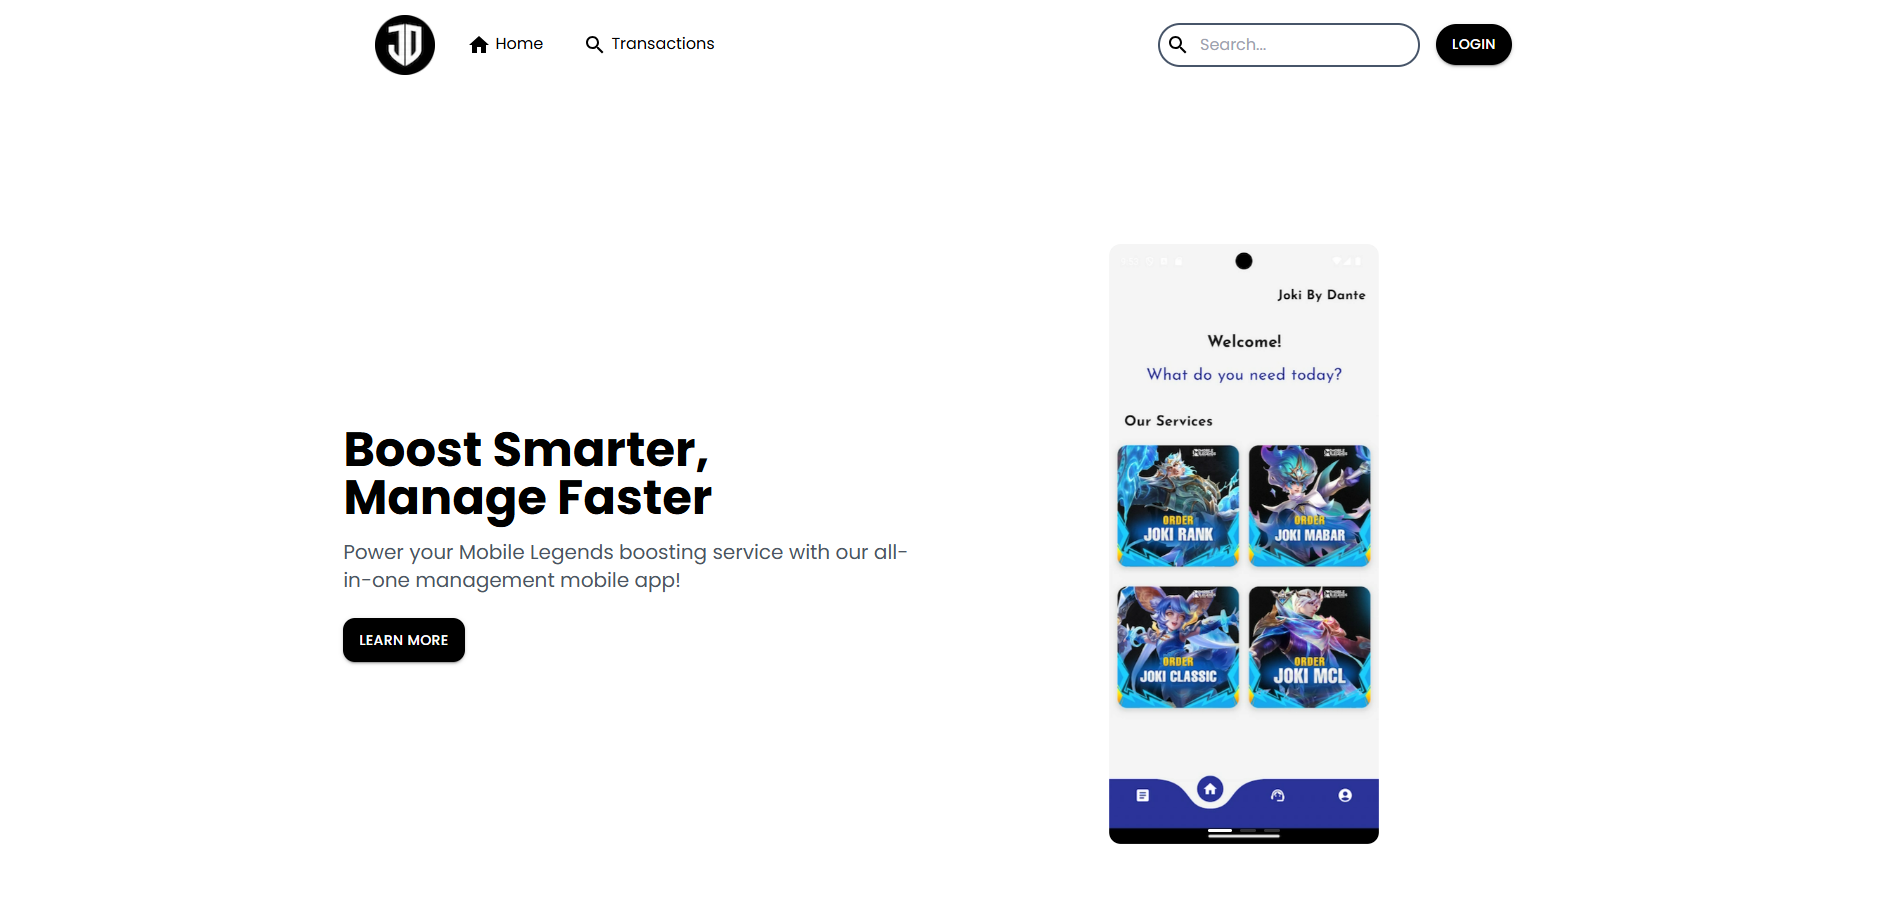 JD
Home
Transactions
Search...
LOGIN
Boost Smarter,
Manage Faster
Power your Mobile Legends boosting service with our all-
in-one management mobile app!
LEARN MORE
Joki By Dante
Welcome!
What do you need today?
Our Services
ORDER
JOKI RANK
ORDER
JOKI MABAR
ORDER
JOKI CLASSIC
ORDER
JOKI MCL